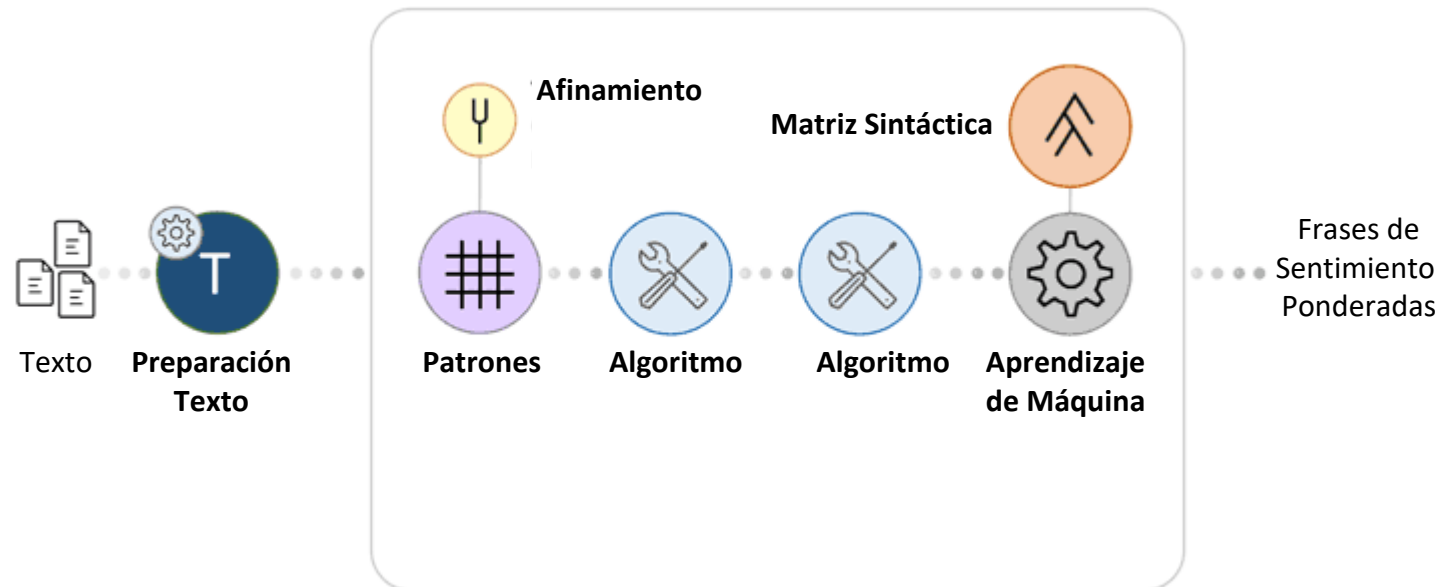 Afinamiento
Matriz Sintáctica
T
Texto
Preparación
Texto
Patrones
Algoritmo
Algoritmo
Aprendizaje
de Máquina
Frases de
Sentimiento
Ponderadas